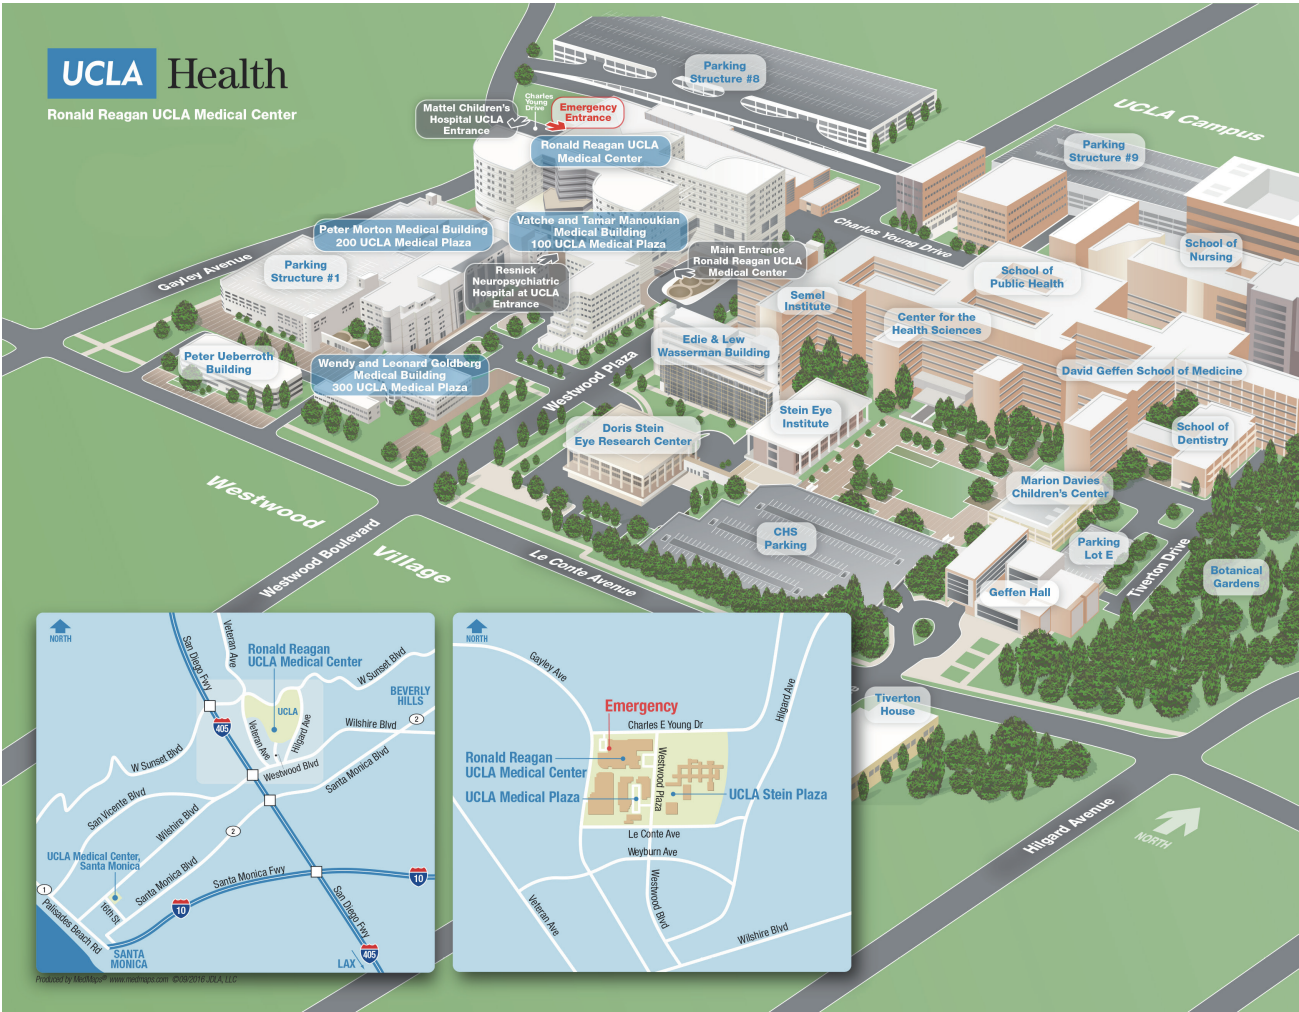 UCLA Health
Ronald Reagan UCLA Medical Center
Parking
Structure #8
UCLA Campus
Mattel Children's
Hospital UCLA
Entrance
Charles
Young
Drive
Emergency
Entrance
Ronald Reagan UCLA
Medical Center
Parking
Structure #9
Peter Morton Medical Building
200 UCLA Medical Plaza
Vatche and Tamar Manoukian
Medical Building
100 UCLA Medical Plaza
Charles Young Drive
School of
Nursing
Gayley Avenue
Parking
Structure #1
Resnick
Neuropsychiatric
Hospital at UCLA
Entrance
Main Entrance
Ronald Reagan UCLA
Medical Center
School of
Public Health
Semel
Institute
Center for the
Health Sciences
Peter Ueberroth
Building
Wendy and Leonard Goldberg
Medical Building
300 UCLA Medical Plaza
Westwood Plaza
Edie & Lew
Wasserman Building
David Geffen School of Medicine
Stein Eye
Institute
Doris Stein
Eye Research Center
School of
Dentistry
Marion Davies
Children's Center
Westwood
Village
Westwood Boulevard
Le Conte Avenue
CHS
Parking
Parking
Lot E
Geffen Hall
Tiverton Drive
Botanical
Gardens
Tiverton
House
Hilgard Avenue
NORTH
NORTH
San Diego Fwy
Veteran Ave
Ronald Reagan
UCLA Medical Center
W Sunset Blvd
BEVERLY
HILLS
UCLA
405
Veteran Ave
Hilgard Ave
Wilshire Blvd
2
W Sunset Blvd
Westwood Blvd
Santa Monica Blvd
San Vicente Blvd
Wilshire Blvd
2
UCLA Medical Center,
Santa Monica
Santa Monica Blvd
Santa Monica Fwy
10
1
16th St
10
San Diego Fwy
Palisades Beach Rd
SANTA
MONICA
LAX
405
NORTH
Gayley Ave
Hilgard Ave
Emergency
Charles E Young Dr
Ronald Reagan
UCLA Medical Center
Westwood Plaza
UCLA Medical Plaza
UCLA Stein Plaza
Le Conte Ave
Weyburn Ave
Veteran Ave
Westwood Blvd
Wilshire Blvd
Produced by MedMaps® www.medmaps.com ©09/2016 JDLA, LLC